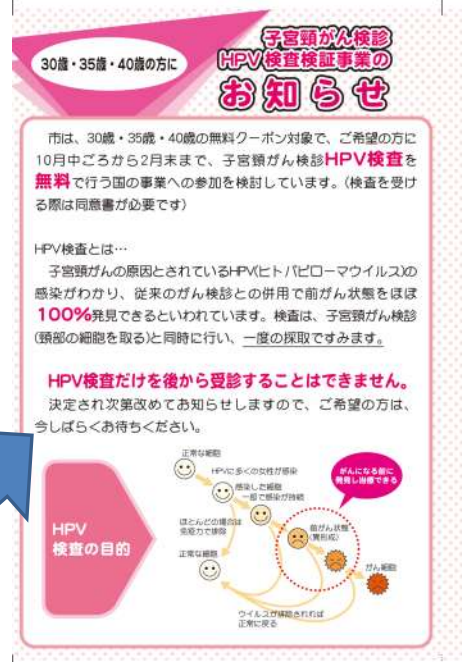 30歳・35歳・40歳の方に
子宮頸がん検診
HPV検査検証事業の
お知らせ
市は、30歳・35歳・40歳の無料クーポン対象で、ご希望の方に
10月中ごろから2月末まで、子宮頸がん検診HPV検査を
無料で行う国の事業への参加を検討しています。(検査を受け
る際は同意書が必要です)
HPV検査とは…
子宮頸がんの原因とされているHPV(ヒトパピローマウイルス)の
感染がわかり、従来のがん検診との併用で前がん状態をほぼ
100%発見できるといわれています。検査は、子宮頸がん検診
(頸部の細胞を取る)と同時に行い、一度の採取ですみます。
HPV検査だけを後から受診することはできません。
決定され次第改めてお知らせしますので、ご希望の方は、
今しばらくお待ちください。
HPV
検査の目的
正常な細胞
HPVに多くの女性が感染
感染した細胞
一部で感染が持続
がんになる前に
発見し治療できる
ほとんどの場合は
免疫力で排除
前がん状態
(異形成)
正常な細胞
がん細胞
ウイルスが排除されれば
正常に戻る